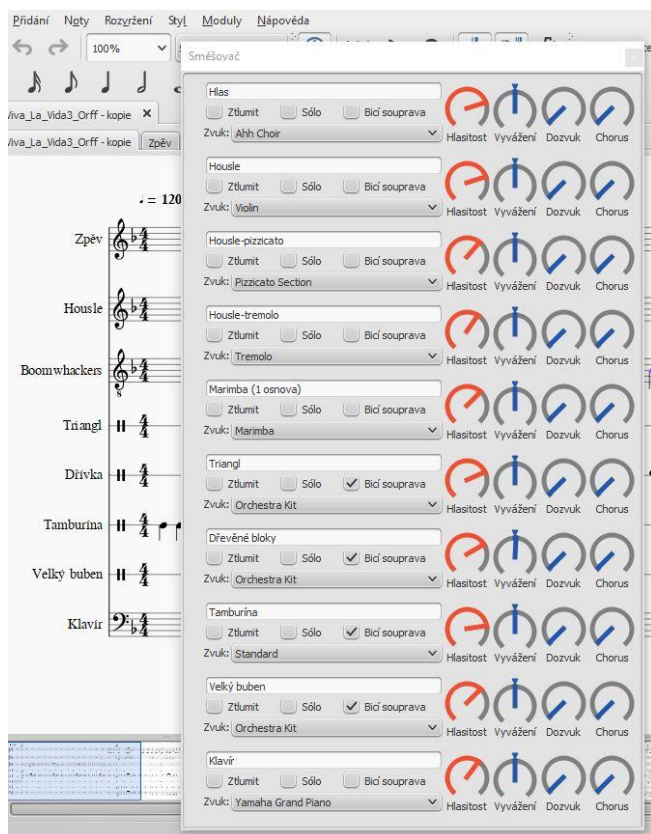 Přidání Noty Rozvržení Styl Moduly Nápověda
100%
Směšovač
Viva_La_Vida3_Orff - kopie
Viva_La_Vida3_Orff - kopie Zpěv
= 120
Zpěv
Housle
Boomwhackers
8
Triangl
Dřívka
Tamburína
Velký buben
Klavír
Hlas
Ztlumit Sólo Bicí souprava
Zvuk: Ahh Choir
Hlasitost Vyvážení Dozvuk Chorus
Housle
Ztlumit Sólo Bicí souprava
Zvuk: Violin
Hlasitost Vyvážení Dozvuk Chorus
Housle-pizzicato
Ztlumit Sólo Bicí souprava
Zvuk: Pizzicato Section
Hlasitost Vyvážení Dozvuk Chorus
Housle-tremolo
Ztlumit Sólo Bicí souprava
Zvuk: Tremolo
Hlasitost Vyvážení Dozvuk Chorus
Marimba (1 osnova)
Ztlumit Sólo Bicí souprava
Zvuk: Marimba
Hlasitost Vyvážení Dozvuk Chorus
Triangl
Ztlumit Sólo Bicí souprava
Zvuk: Orchestra Kit
Hlasitost Vyvážení Dozvuk Chorus
Dřevěné bloky
Ztlumit Sólo Bicí souprava
Zvuk: Orchestra Kit
Hlasitost Vyvážení Dozvuk Chorus
Tamburína
Ztlumit Sólo Bicí souprava
Zvuk: Standard
Hlasitost Vyvážení Dozvuk Chorus
Velký buben
Ztlumit Sólo Bicí souprava
Zvuk: Orchestra Kit
Hlasitost Vyvážení Dozvuk Chorus
Klavír
Ztlumit Sólo Bicí souprava
Zvuk: Yamaha Grand Piano
Hlasitost Vyvážení Dozvuk Chorus